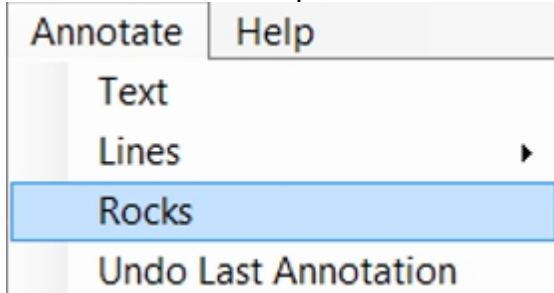 Annotate Help
Text
Lines
Rocks
Undo Last Annotation